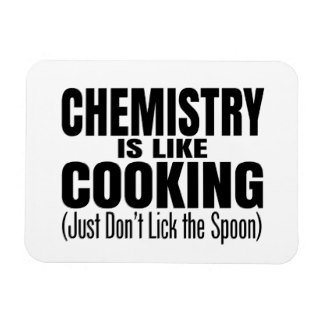 CHEMISTRY
IS LIKE
COOKING
(Just Don't Lick the Spoon)